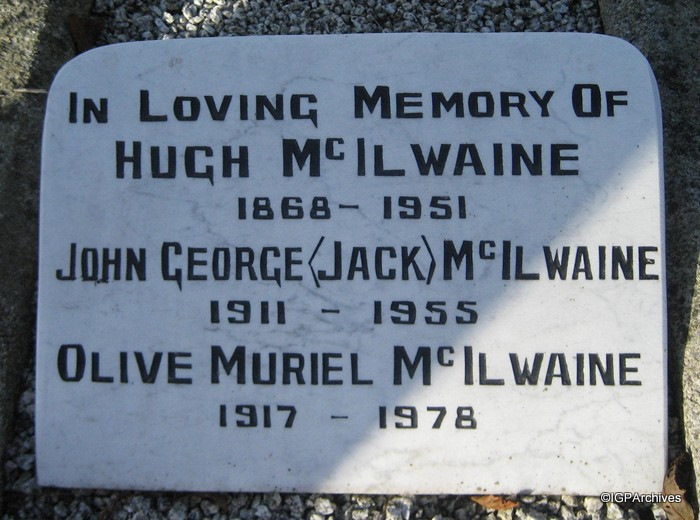 In Loving Memory Of
Hugh McIlwaine
1868 - 1951
John George (Jack) McIlwaine
1911 - 1955
Olive Muriel McIlwaine
1917 - 1978
©IGPArchives